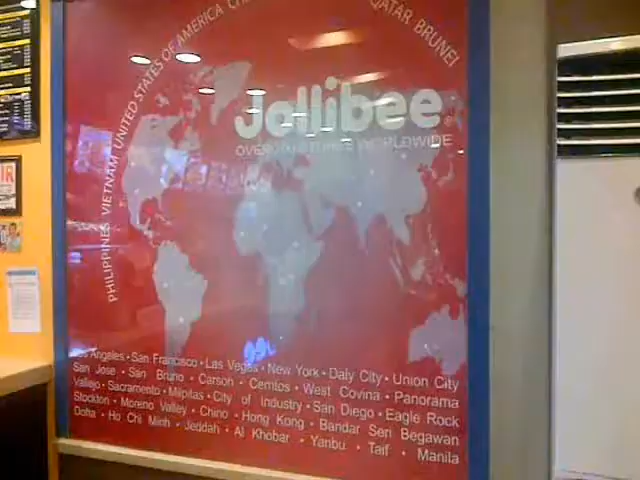 PHILIPPINES VIETNAM UNITED STATES OF AMERICA
QATAR BRUNEI
Jollibee
WORLDWIDE
Los Angeles • San Francisco • Las Vegas • New York • Daly City • Union City
San Jose • San Bruno • Carson • Cerritos • West Covina • Panorama
Vallejo • Sacramento • Milpitas • City of Industry • San Diego • Eagle Rock
Stockton • Moreno Valley • Chino • Hong Kong • Bandar Seri Begawan
Doha • Ho Chi Minh • Jeddah • Al Khobar • Yanbu • Taif • Manila